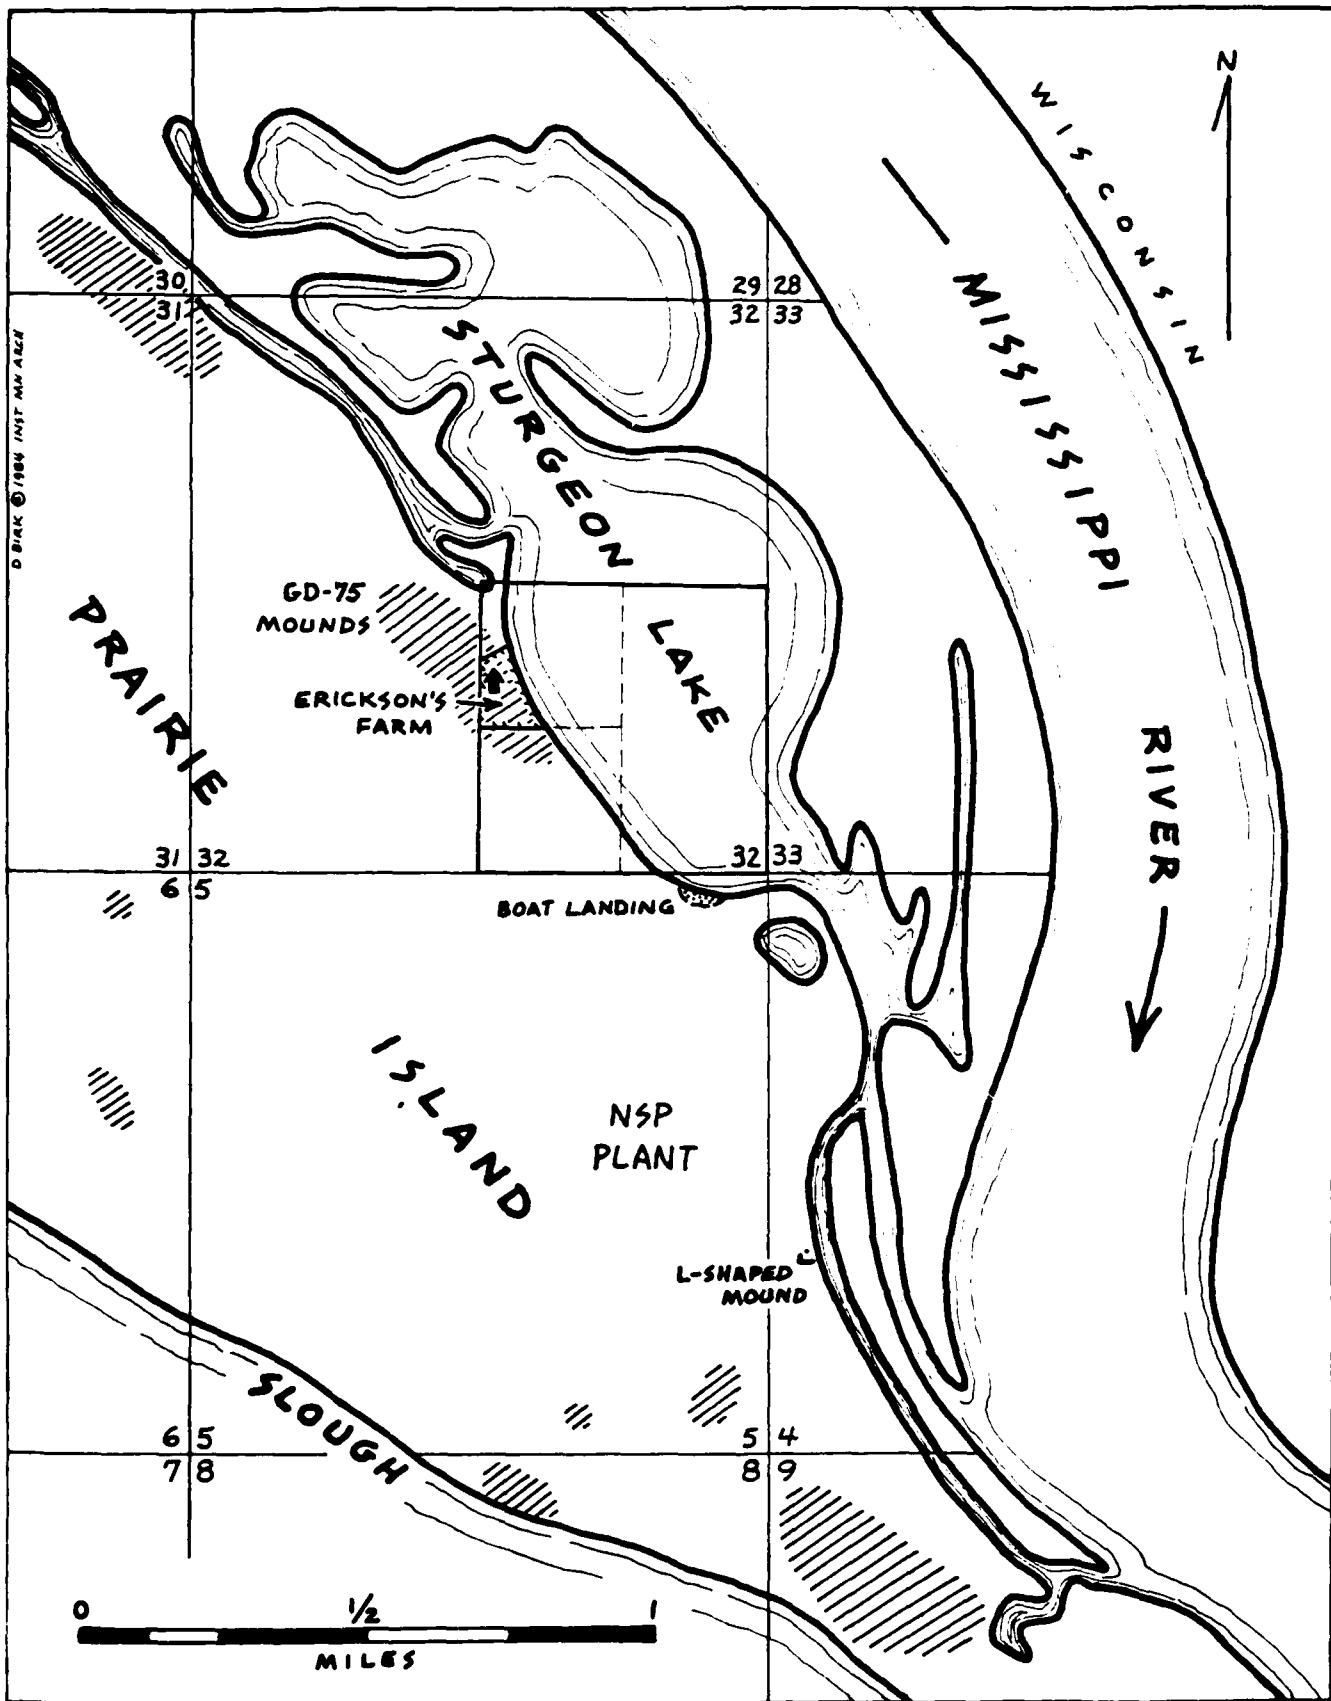 N
WISCONSIN
MISSISSIPPI
RIVER
30
31
29 28
32 33
STURGEON
LAKE
D BIRK © 1984 INST MN ARCH
PRAIRIE
ISLAND
GD-75
MOUNDS
ERICKSON'S
FARM
31 32
6 5
32 33
BOAT LANDING
NSP
PLANT
L-SHAPED
MOUND
SLOUGH
6 5
7 8
5 4
8 9
0 1/2 1
MILES